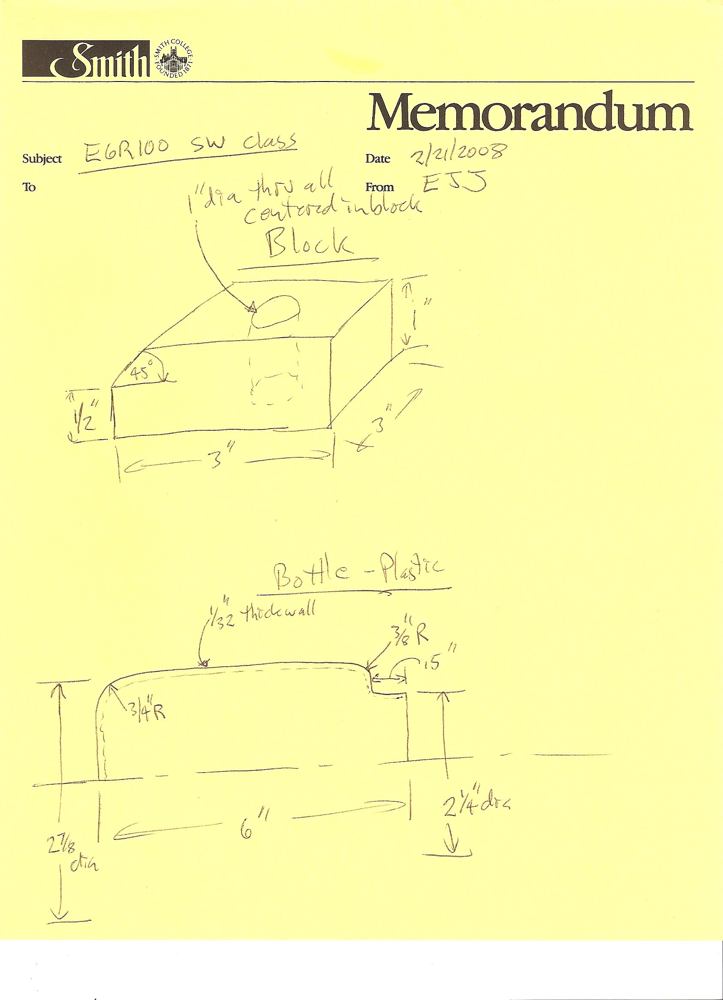 Smith
SMITH COLLEGE
FOUNDED 1871
Memorandum
Subject EGR100 SW Class
Date 2/21/2008
To
From EJJ
1" dia thru all
centered in block
Block
1"
45°
1/2"
3"
3"
Bottle - Plastic
1/32" thick wall
3/8" R
.5"
3/4" R
2 1/4" dia
6"
2 7/8
dia